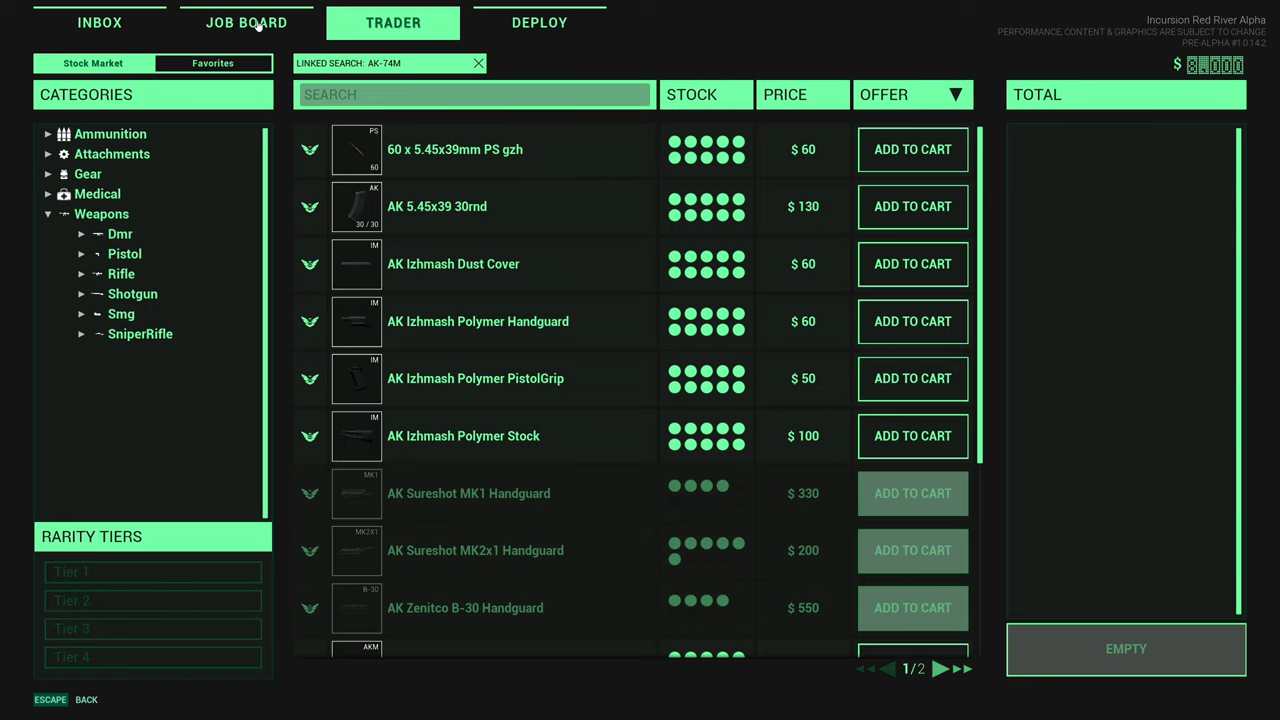 INBOX
JOB BOARD
TRADER
DEPLOY
Incursion Red River Alpha
PERFORMANCE, CONTENT & GRAPHICS ARE SUBJECT TO CHANGE
PRE-ALPHA #1.0.14.2
Stock Market
Favorites
LINKED SEARCH: AK-74M
$
CATEGORIES
SEARCH
STOCK
PRICE
OFFER
TOTAL
Ammunition
Attachments
Gear
Medical
Weapons
Dmr
Pistol
Rifle
Shotgun
Smg
SniperRifle
PS
60
60 x 5.45x39mm PS gzh
$ 60
ADD TO CART
AK
30 / 30
AK 5.45x39 30rnd
$ 130
ADD TO CART
IM
AK Izhmash Dust Cover
$ 60
ADD TO CART
IM
AK Izhmash Polymer Handguard
$ 60
ADD TO CART
IM
AK Izhmash Polymer PistolGrip
$ 50
ADD TO CART
IM
AK Izhmash Polymer Stock
$ 100
ADD TO CART
MK1
AK Sureshot MK1 Handguard
$ 330
ADD TO CART
MK2X1
AK Sureshot MK2x1 Handguard
$ 200
ADD TO CART
B-30
AK Zenitco B-30 Handguard
$ 550
ADD TO CART
AKM
RARITY TIERS
Tier 1
Tier 2
Tier 3
Tier 4
1/2
EMPTY
ESCAPE BACK